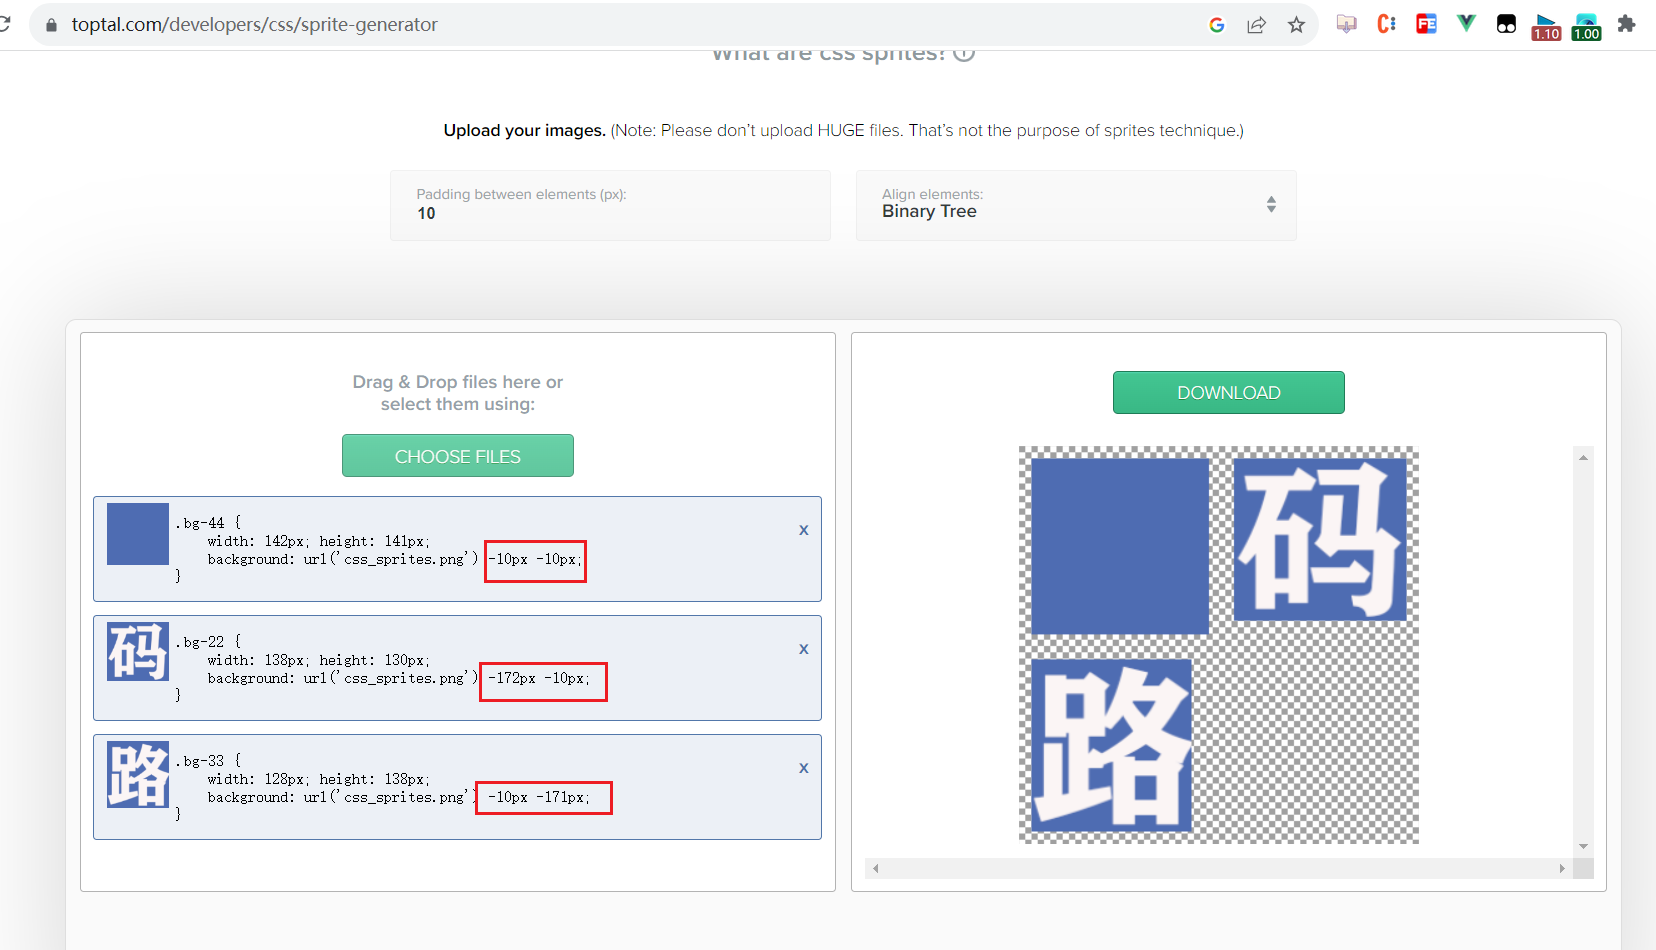 toptal.com/developers/css/sprite-generator
1.10
1.00
What are css sprites?
Upload your images. (Note: Please don't upload HUGE files. That's not the purpose of sprites technique.)
Padding between elements (px):
10
Align elements:
Binary Tree
Drag & Drop files here or
select them using:
CHOOSE FILES
.bg-44 {
width: 142px; height: 141px;
background: url('css_sprites.png') -10px -10px;
}
x
码
.bg-22 {
width: 138px; height: 130px;
background: url('css_sprites.png') -172px -10px;
}
x
路
.bg-33 {
width: 128px; height: 138px;
background: url('css_sprites.png') -10px -171px;
}
x
DOWNLOAD
码
路